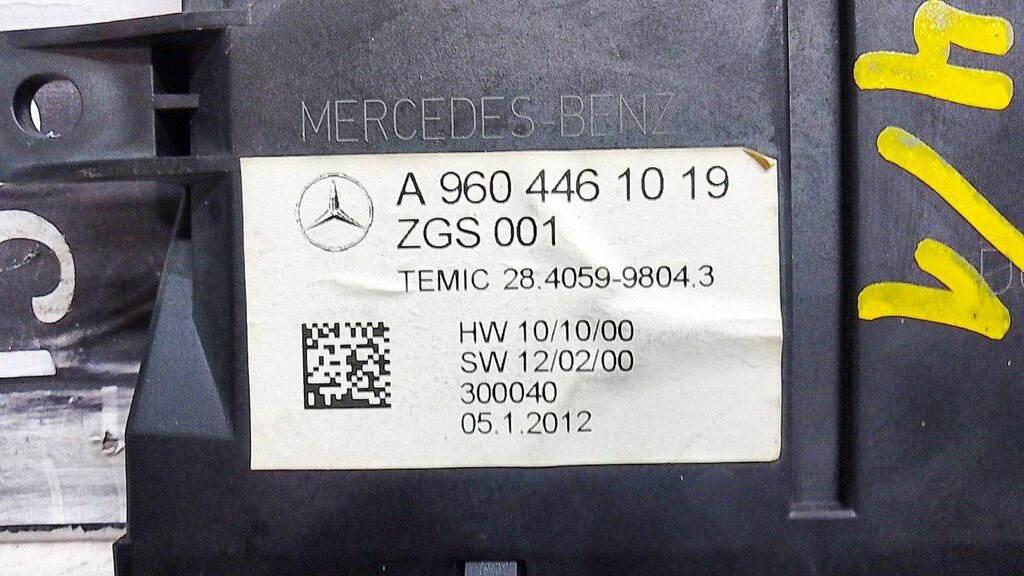 MERCEDES-BENZ
A 960 446 10 19
ZGS 001
TEMIC 28.4059-9804.3
HW 10/10/00
SW 12/02/00
300040
05.1.2012